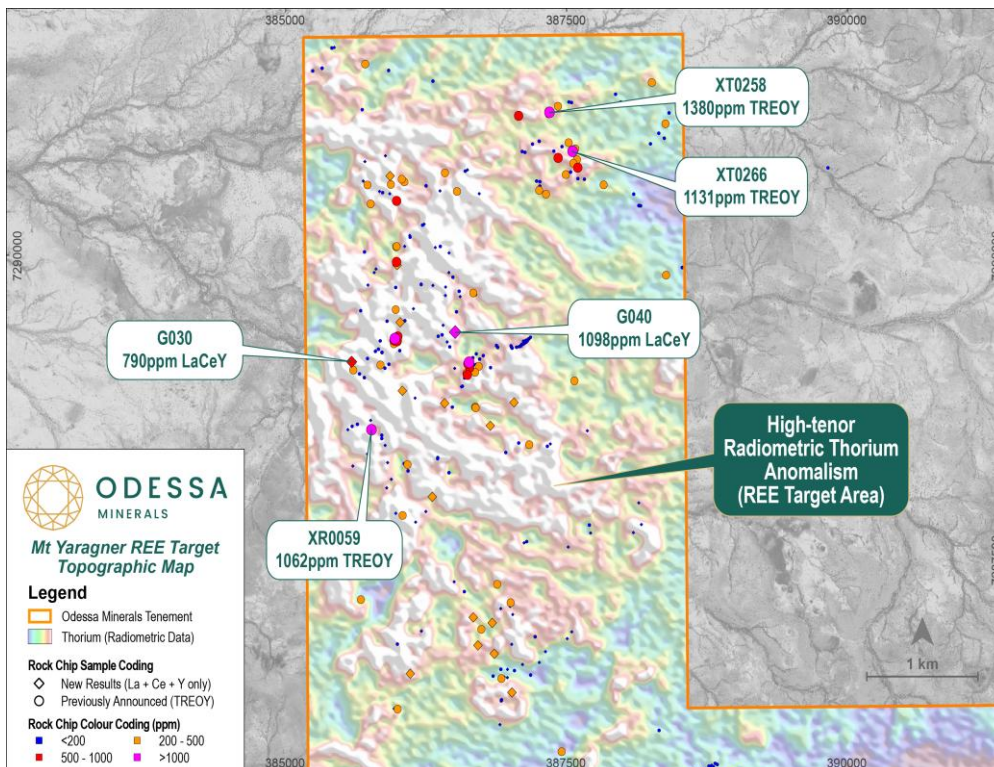 385000
387500
390000
XT0258
1380ppm TREOY
XT0266
1131ppm TREOY
7290000
G030
790ppm LaCeY
G040
1098ppm LaCeY
High-tenor
Radiometric Thorium
Anomalism
(REE Target Area)
XR0059
1062ppm TREOY
7287500
1 km
ODESSA
MINERALS
Mt Yaragner REE Target
Topographic Map
Legend
Odessa Minerals Tenement
Thorium (Radiometric Data)
Rock Chip Sample Coding
New Results (La + Ce + Y only)
Previously Announced (TREOY)
Rock Chip Colour Coding (ppm)
<200
200 - 500
500 - 1000
>1000
385000
387500
390000